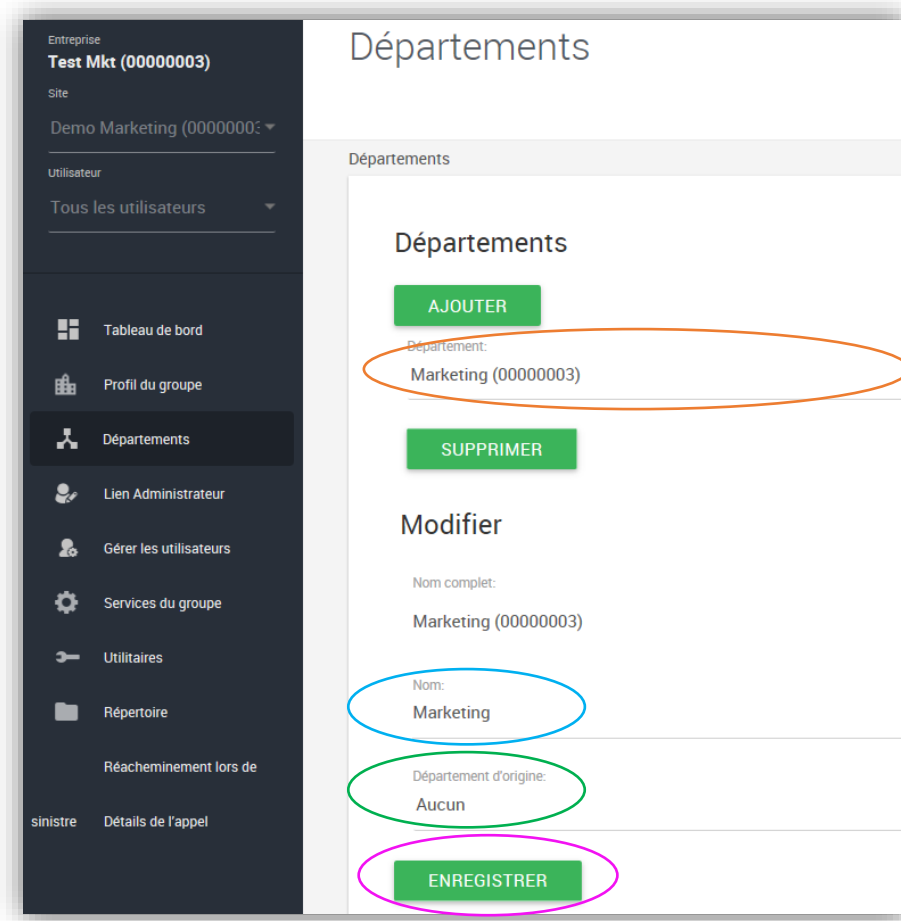 Entreprise
Test Mkt (00000003)
Site
Demo Marketing (00000003
Utilisateur
Tous les utilisateurs
Tableau de bord
Profil du groupe
Départements
Lien Administrateur
Gérer les utilisateurs
Services du groupe
Utilitaires
Répertoire
Réacheminement lors de
sinistre
Détails de l'appel
Départements
Départements
Départements
AJOUTER
Département:
Marketing (00000003)
SUPPRIMER
Modifier
Nom complet:
Marketing (00000003)
Nom:
Marketing
Département d'origine:
Aucun
ENREGISTRER